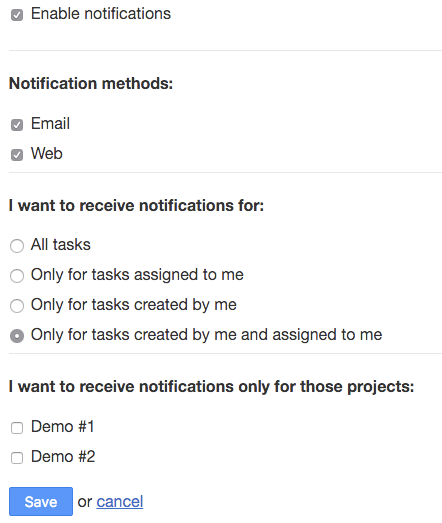 Enable notifications
Notification methods:
Email
Web
I want to receive notifications for:
All tasks
Only for tasks assigned to me
Only for tasks created by me
Only for tasks created by me and assigned to me
I want to receive notifications only for those projects:
Demo #1
Demo #2
Save or cancel